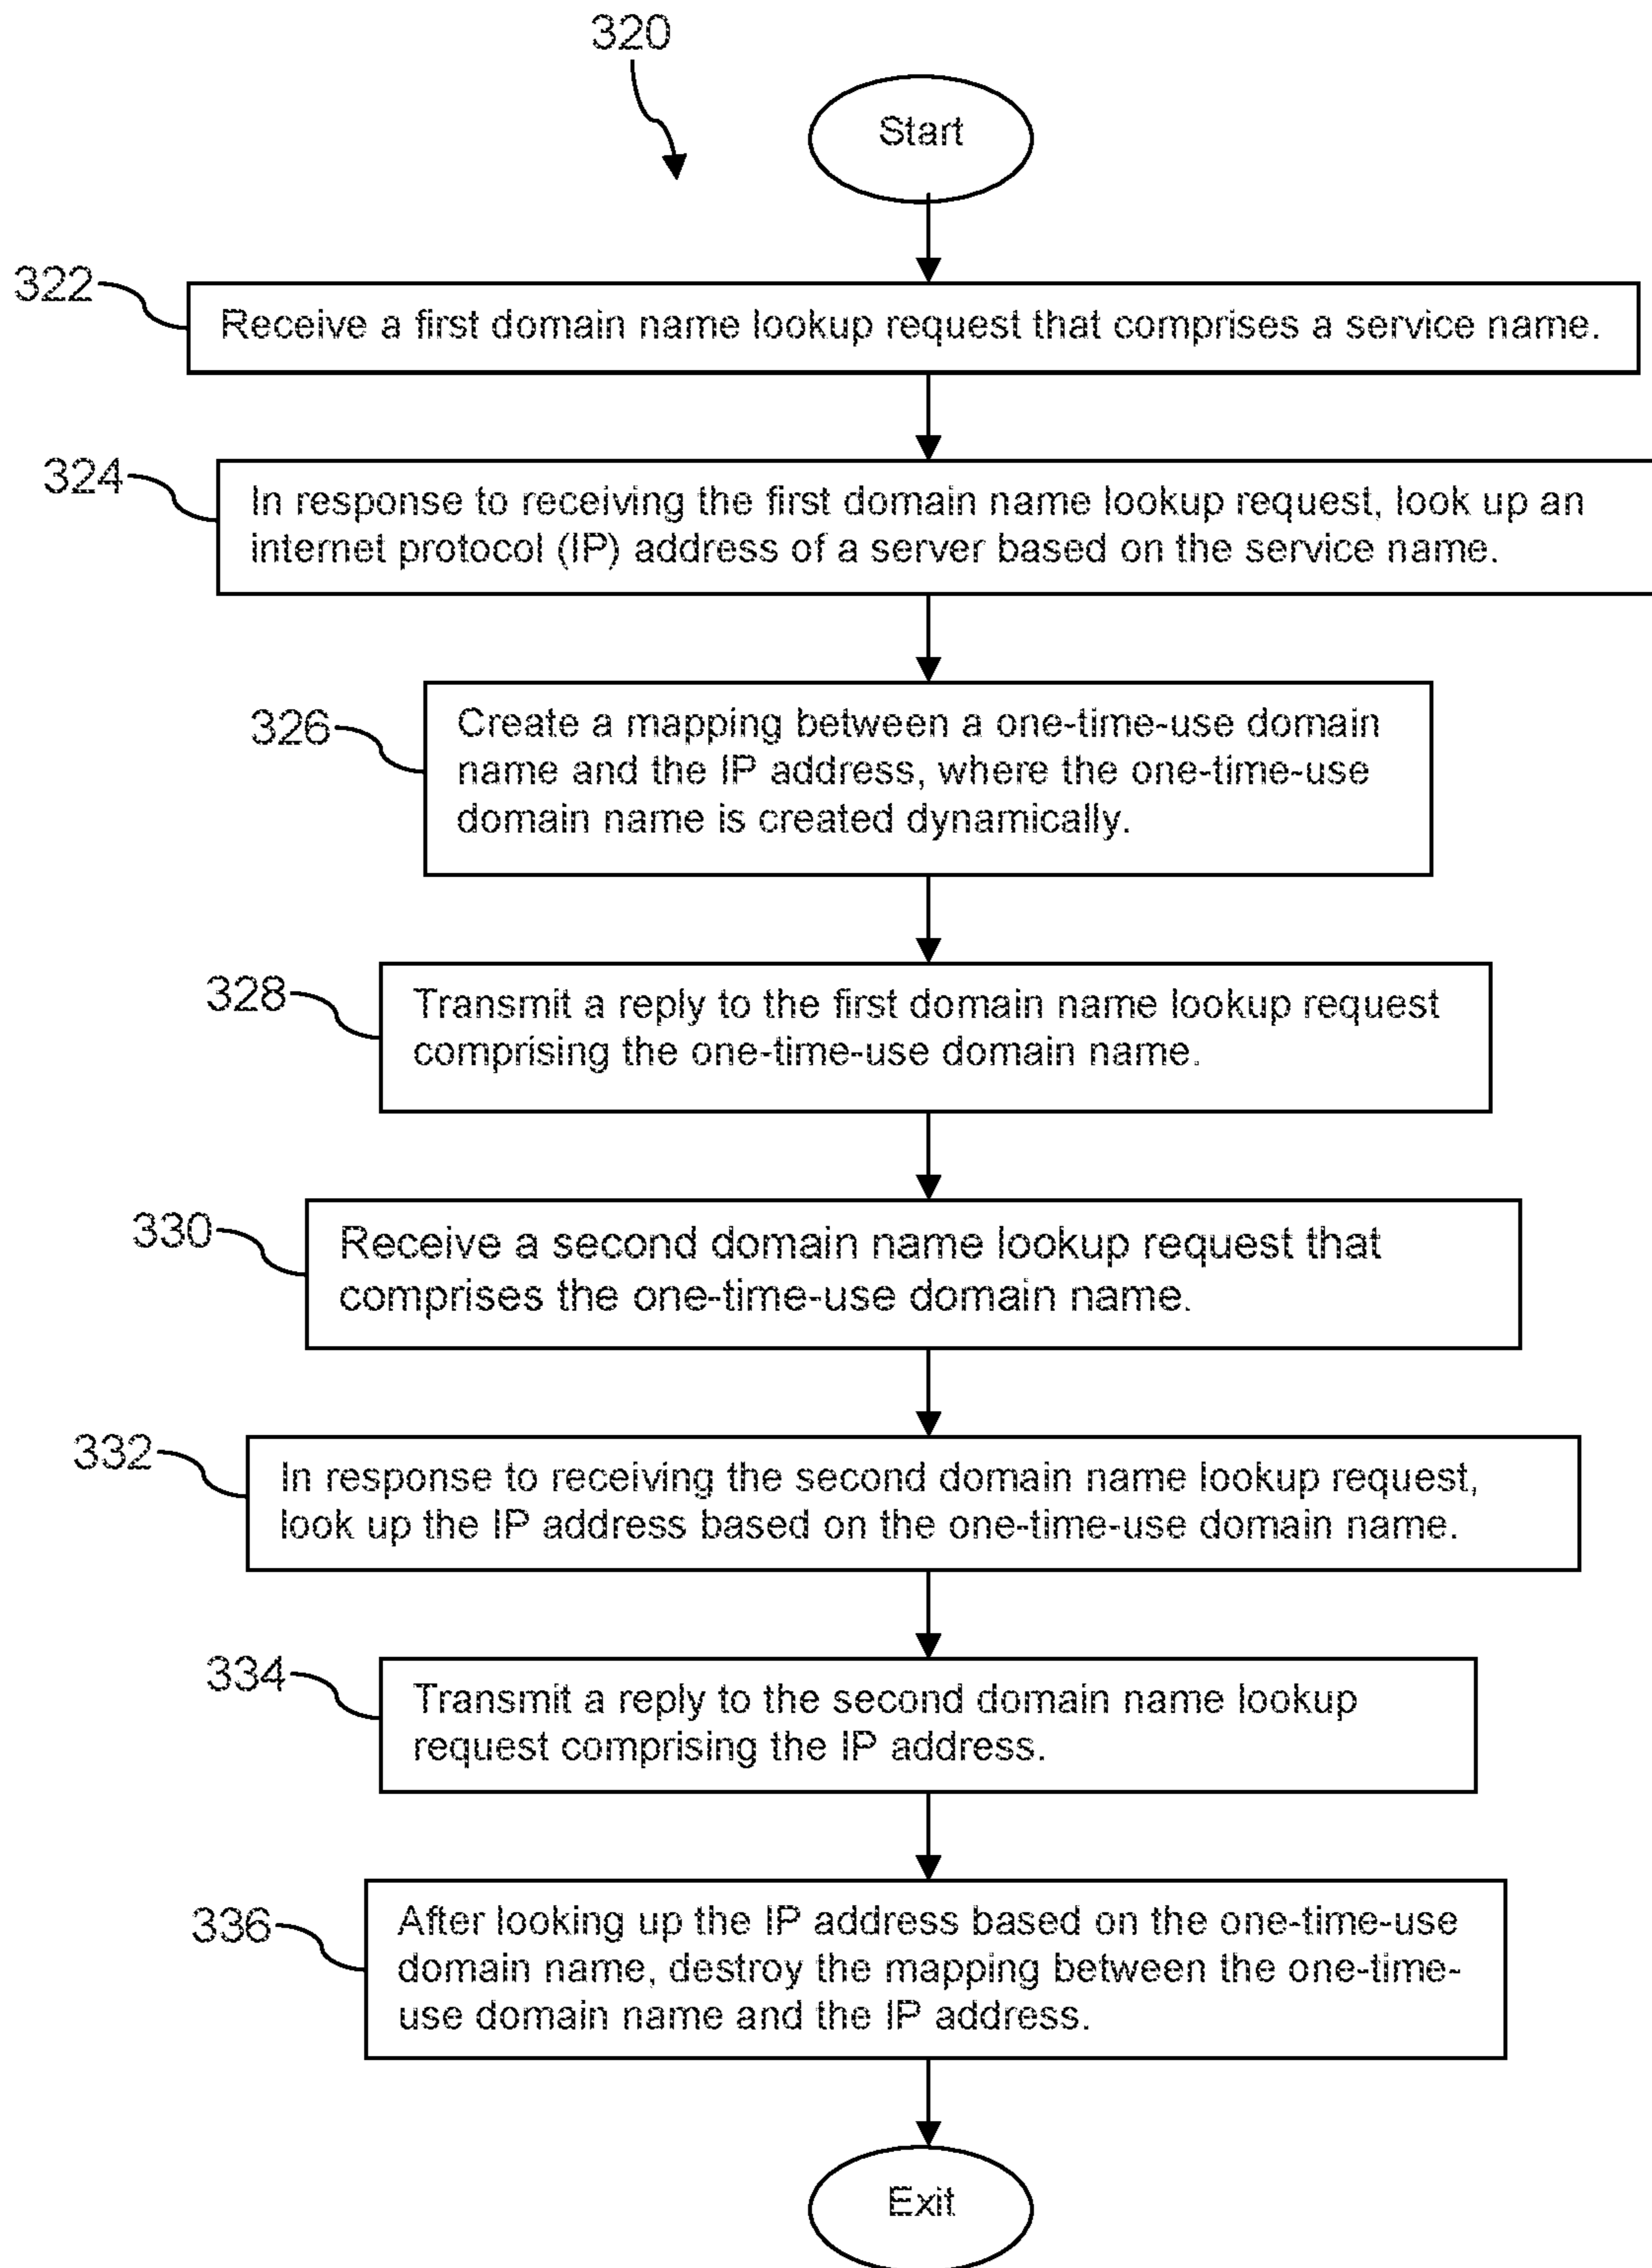 320
Start
322
Receive a first domain name lookup request that comprises a service name.
324
In response to receiving the first domain name lookup request, look up an
internet protocol (IP) address of a server based on the service name.
326
Create a mapping between a one-time-use domain
name and the IP address, where the one-time-use
domain name is created dynamically.
328
Transmit a reply to the first domain name lookup request
comprising the one-time-use domain name.
330
Receive a second domain name lookup request that
comprises the one-time-use domain name.
332
In response to receiving the second domain name lookup request,
look up the IP address based on the one-time-use domain name.
334
Transmit a reply to the second domain name lookup
request comprising the IP address.
336
After looking up the IP address based on the one-time-use
domain name, destroy the mapping between the one-time-
use domain name and the IP address.
Exit